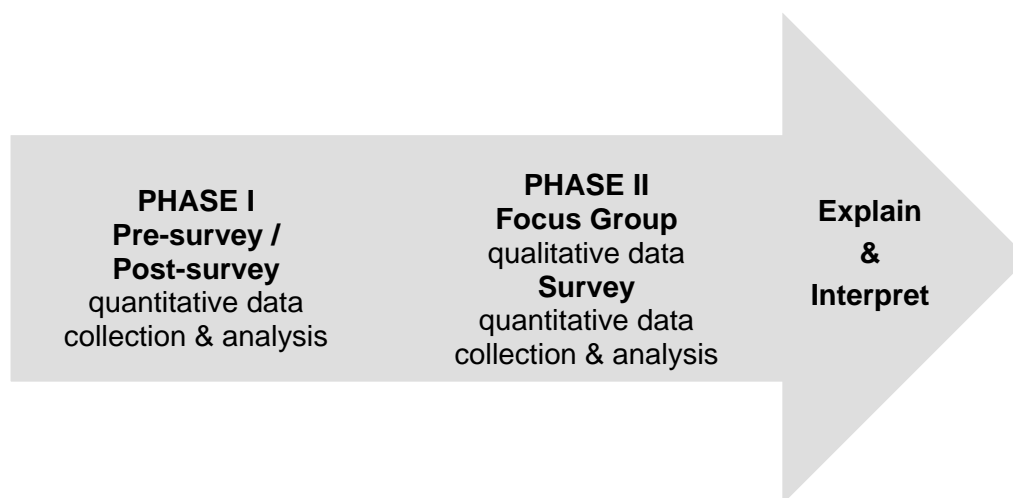 PHASE I
Pre-survey /
Post-survey
quantitative data
collection & analysis
PHASE II
Focus Group
qualitative data
Survey
quantitative data
collection & analysis
Explain
&
Interpret